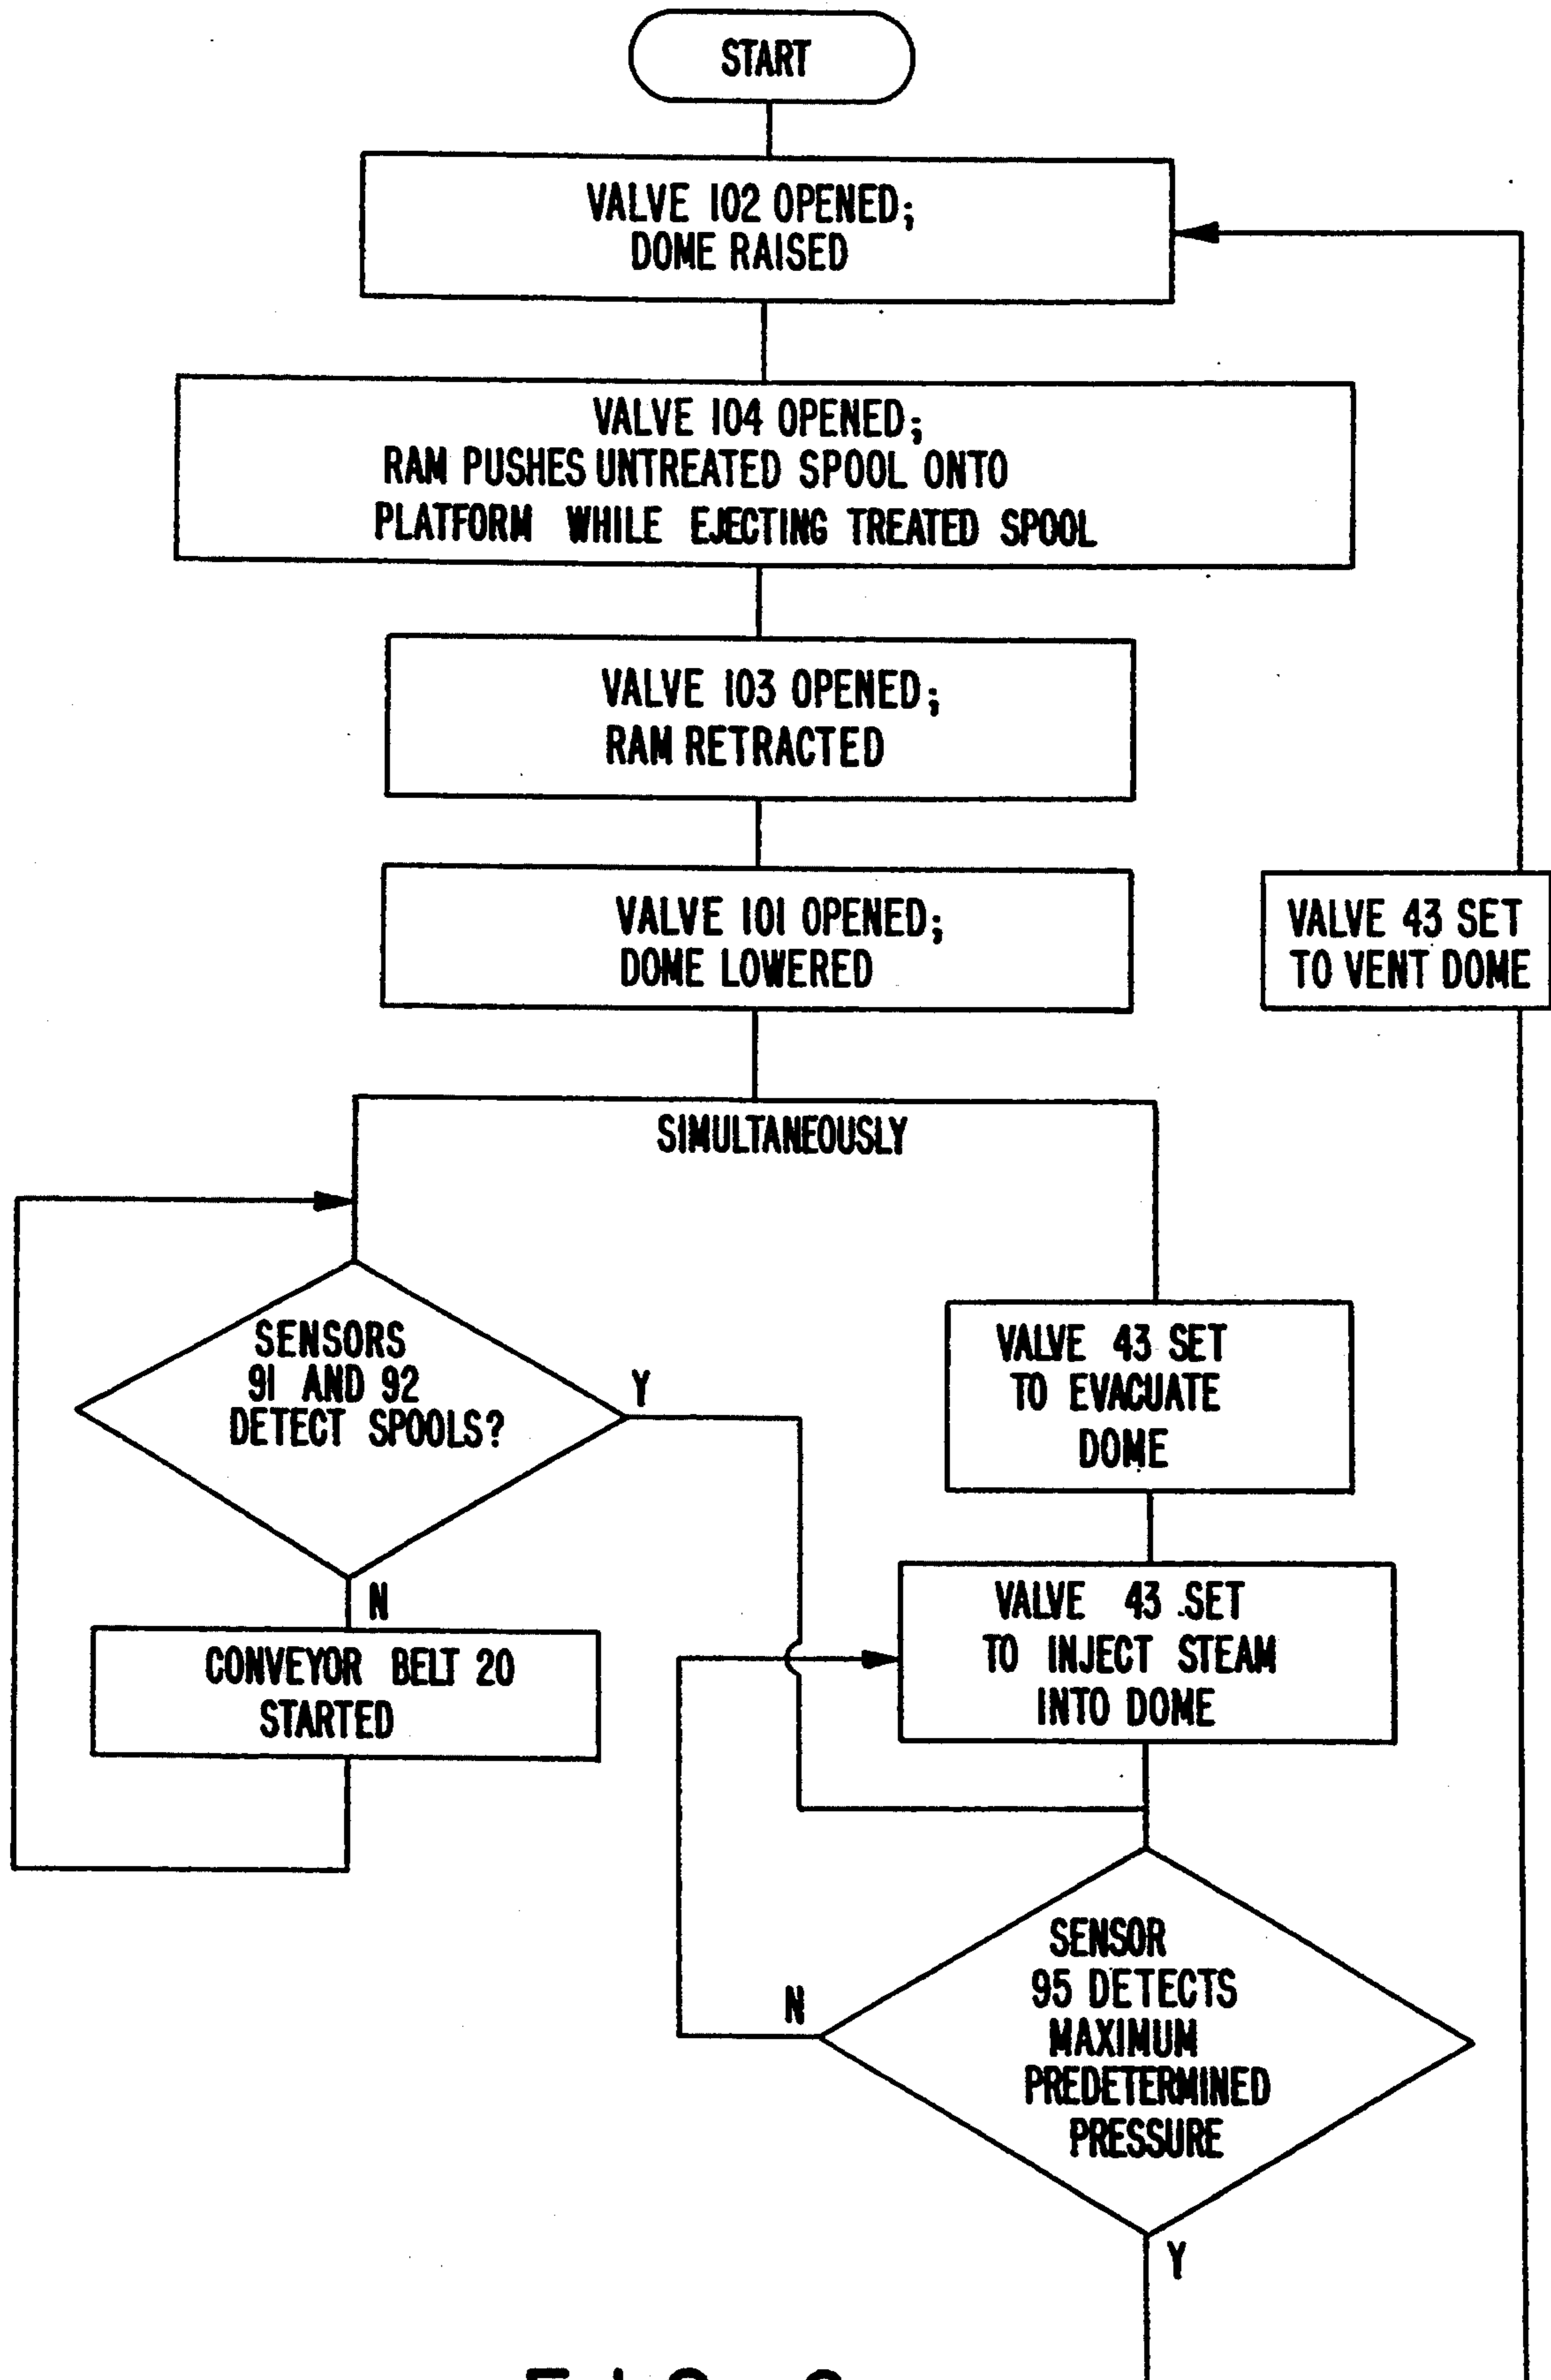 START
VALVE 102 OPENED;
DOME RAISED
VALVE 104 OPENED;
RAM PUSHES UNTREATED SPOOL ONTO
PLATFORM WHILE EJECTING TREATED SPOOL
VALVE 103 OPENED;
RAM RETRACTED
VALVE 101 OPENED;
DOME LOWERED
VALVE 43 SET
TO VENT DOME
SIMULTANEOUSLY
SENSORS
91 AND 92
DETECT SPOOLS?
Y
N
CONVEYOR BELT 20
STARTED
VALVE 43 SET
TO EVACUATE
DOME
VALVE 43 SET
TO INJECT STEAM
INTO DOME
SENSOR
95 DETECTS
MAXIMUM
PREDETERMINED
PRESSURE
N
Y